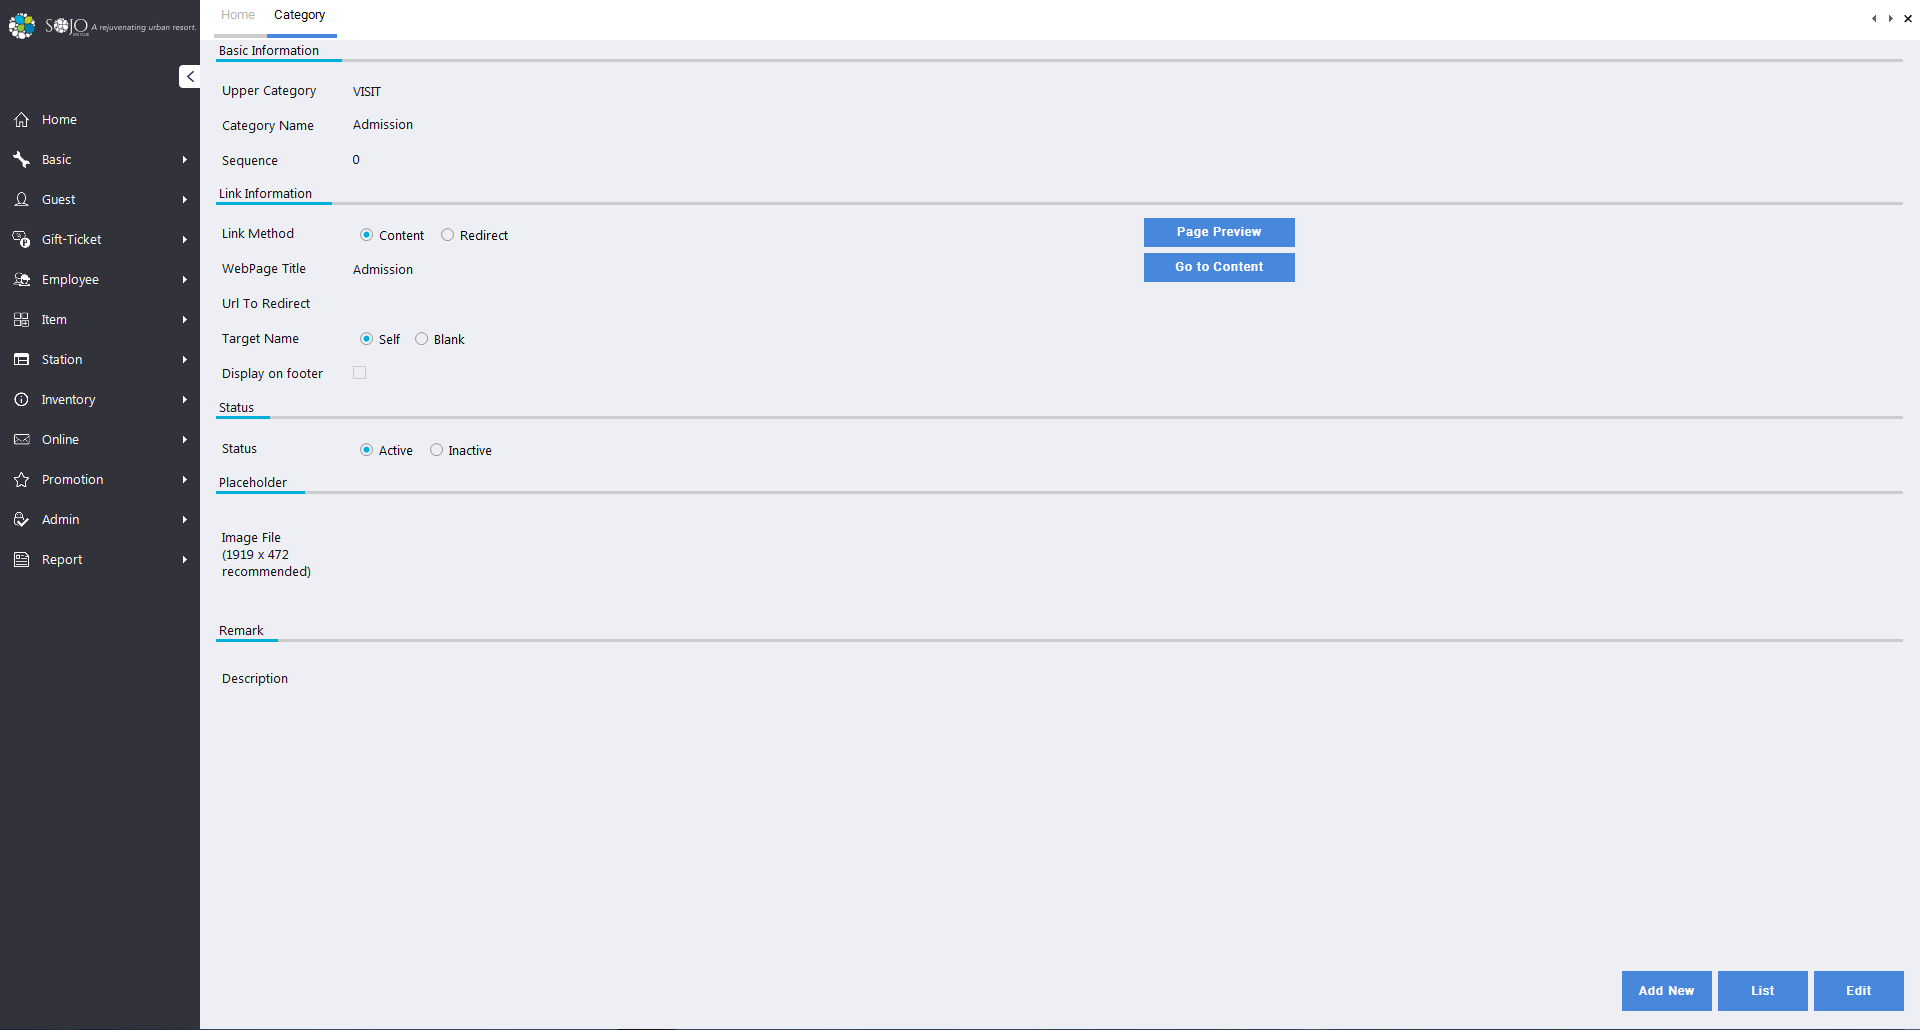 SOJO A rejuvenating urban resort.
SPA CLUB
Home
Basic
Guest
Gift-Ticket
Employee
Item
Station
Inventory
Online
Promotion
Admin
Report
Home Category
Basic Information
Upper Category VISIT
Category Name Admission
Sequence 0
Link Information
Link Method Content Redirect Page Preview
WebPage Title Admission Go to Content
Url To Redirect
Target Name Self Blank
Display on footer
Status
Status Active Inactive
Placeholder
Image File
(1919 x 472
recommended)
Remark
Description
Add New List Edit